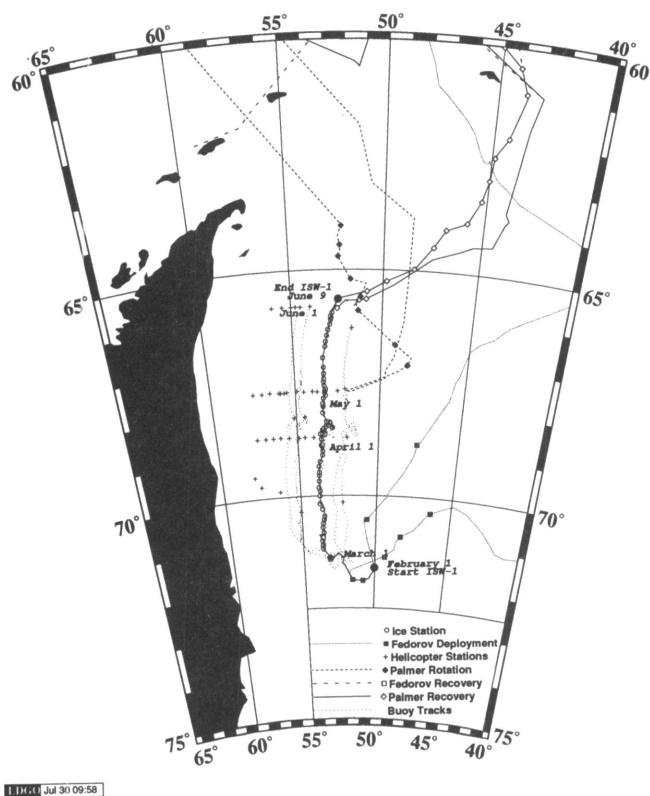 65° 60° 55° 50° 45° 40°
60° 60
End ISW-1
June 9
65° 65°
June 1
May 1
April 1
70° 70°
March 1
February 1
Start ISW-1
Ice Station
Fedorov Deployment
Helicopter Stations
Palmer Rotation
Fedorov Recovery
Palmer Recovery
Buoy Tracks
75° 75°
65° 60° 55° 50° 45° 40°
LDGO Jul 30 09:58